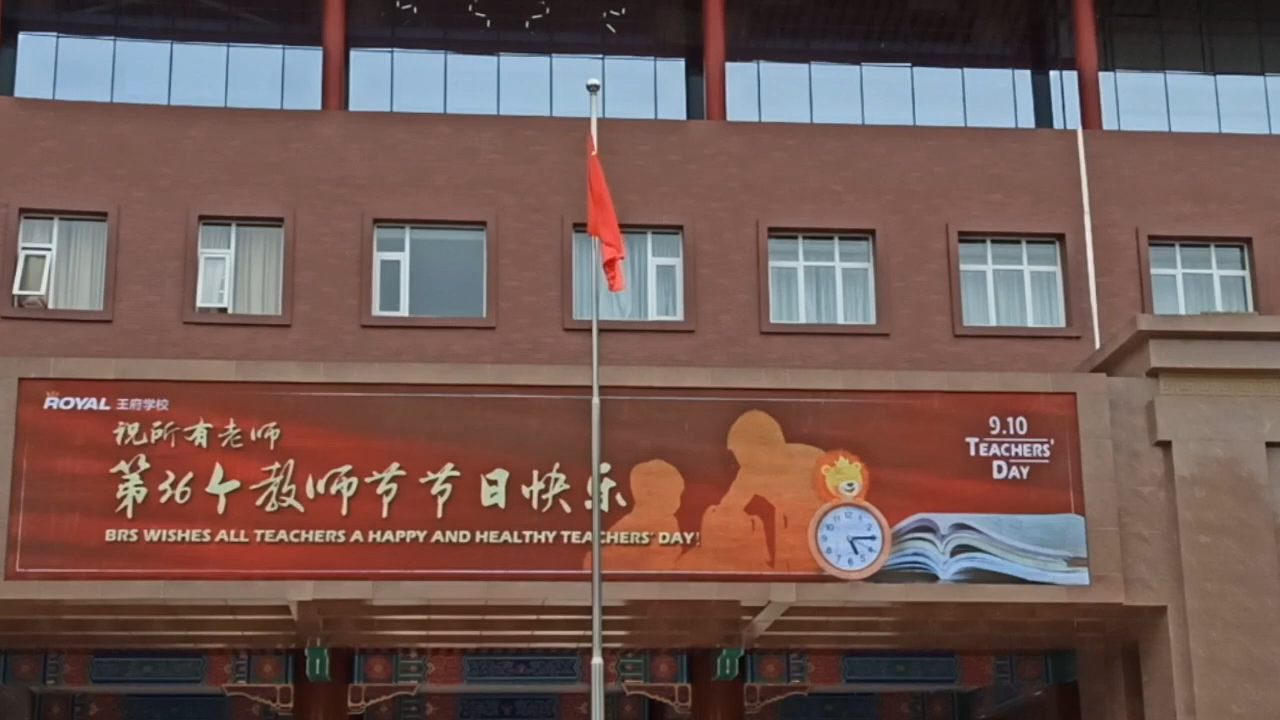 ROYAL 王府学校
祝所有老师
第36个教师节节日快乐
BRS WISHES ALL TEACHERS A HAPPY AND HEALTHY TEACHERS' DAY!
9.10
TEACHERS'
DAY